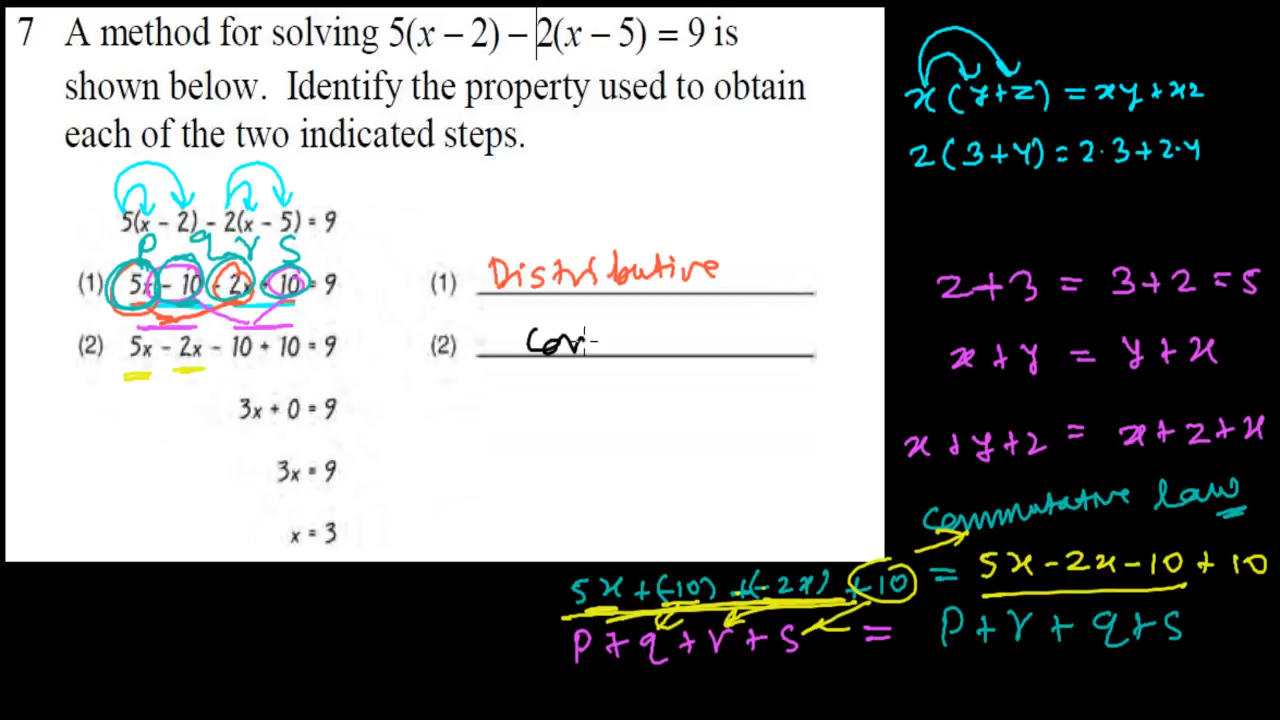 7 A method for solving 5(x – 2) – 2(x – 5) = 9 is
shown below. Identify the property used to obtain
each of the two indicated steps.
5(x – 2) – 2(x – 5) = 9
p q r s
(1) 5x – 10 – 2x + 10 = 9
(2) 5x – 2x – 10 + 10 = 9
3x + 0 = 9
3x = 9
x = 3
(1) Distributive
(2) Com
x(y+z) = xy + xz
2(3+4) = 2·3+2·4
2+3 = 3+2 = 5
x+y = y+x
x+y+z = x+z+x
commutative law
5x+(-10)+(-2x)+10 = 5x-2x-10+10
p+q+r+s = p+r+q+s